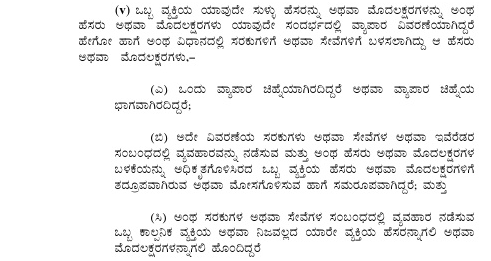 (v) ಒಬ್ಬ ವ್ಯಕ್ತಿಯ ಯಾವುದೇ ಸುಳ್ಳು ಹೆಸರನ್ನು ಅಥವಾ ಮೊದಲಕ್ಷರಗಳನ್ನು ಅಂಥ
ಹೆಸರು ಅಥವಾ ಮೊದಲಕ್ಷರಗಳು ಯಾವುದೇ ಸಂದರ್ಭದಲ್ಲಿ ವ್ಯಾಪಾರ ವಿವರಣೆಯಾಗಿದ್ದರೆ
ಹೇಗೋ ಹಾಗೆ ಅಂಥ ವಿಧಾನದಲ್ಲಿ ಸರಕುಗಳಿಗೆ ಅಥವಾ ಸೇವೆಗಳಿಗೆ ಬಳಸಲಾಗಿದ್ದು ಆ ಹೆಸರು
ಅಥವಾ ಮೊದಲಕ್ಷರಗಳು,–
(ಎ) ಒಂದು ವ್ಯಾಪಾರ ಚಿಹ್ನೆಯಾಗಿರದಿದ್ದರೆ ಅಥವಾ ವ್ಯಾಪಾರ ಚಿಹ್ನೆಯ
ಭಾಗವಾಗಿರದಿದ್ದರೆ;
(ಬಿ) ಅದೇ ವಿವರಣೆಯ ಸರಕುಗಳು ಅಥವಾ ಸೇವೆಗಳ ಅಥವಾ ಇವೆರೆಡರ
ಸಂಬಂಧದಲ್ಲಿ ವ್ಯವಹಾರವನ್ನು ನಡೆಸುವ ಮತ್ತು ಅಂಥ ಹೆಸರು ಅಥವಾ ಮೊದಲಕ್ಷರಗಳ
ಬಳಕೆಯನ್ನು ಅಧಿಕೃತಗೊಳಿಸಿರದ ಒಬ್ಬ ವ್ಯಕ್ತಿಯ ಹೆಸರು ಅಥವಾ ಮೊದಲಕ್ಷರಗಳಿಗೆ
ತದ್ರೂಪವಾಗಿರುವ ಅಥವಾ ಮೋಸಗೊಳಿಸುವ ಹಾಗೆ ಸಮರೂಪವಾಗಿದ್ದರೆ; ಮತ್ತು
(ಸಿ) ಅಂಥ ಸರಕುಗಳ ಅಥವಾ ಸೇವೆಗಳ ಸಂಬಂಧದಲ್ಲಿ ವ್ಯವಹಾರ ನಡೆಸುವ
ಒಬ್ಬ ಕಾಲ್ಪನಿಕ ವ್ಯಕ್ತಿಯ ಅಥವಾ ನಿಜವಲ್ಲದ ಯಾರೇ ವ್ಯಕ್ತಿಯ ಹೆಸರನ್ನಾಗಲಿ ಅಥವಾ
ಮೊದಲಕ್ಷರಗಳನ್ನಾಗಲಿ ಹೊಂದಿದ್ದರೆ